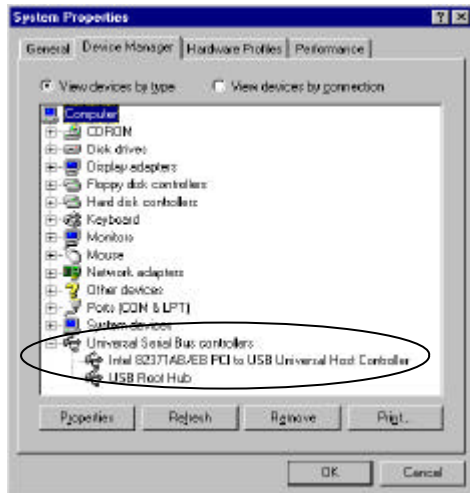 System Properties
General Device Manager Hardware Profiles Performance
View devices by type View devices by connection
Computer
CDROM
Disk drives
Display adapters
Floppy disk controllers
Hard disk controllers
Keyboard
Monitors
Mouse
Network adapters
Other devices
Ports (COM & LPT)
System devices
Universal Serial Bus controllers
Intel 82371AB/EB PCI to USB Universal Host Controller
USB Root Hub
Properties Refresh Remove Print...
OK Cancel